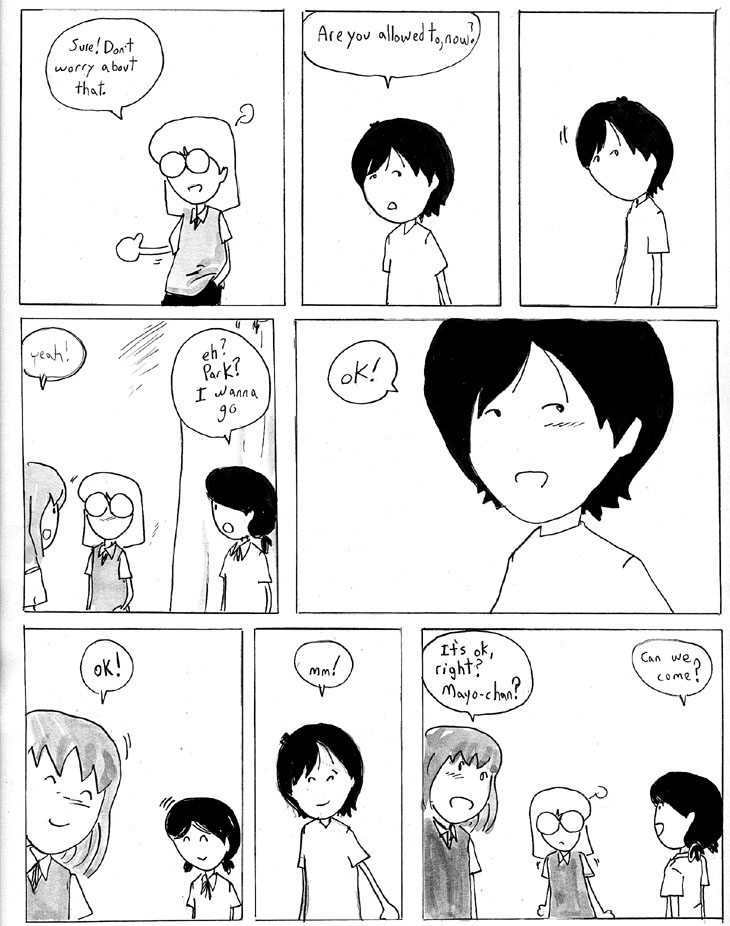 Are you allowed to, now?
Sure! Don't
worry about
that.
OK!
eh?
Park?
I wanna
go
yeah!
Can we
come?
It's ok,
right?
Mayo-chan?
mm!
OK!